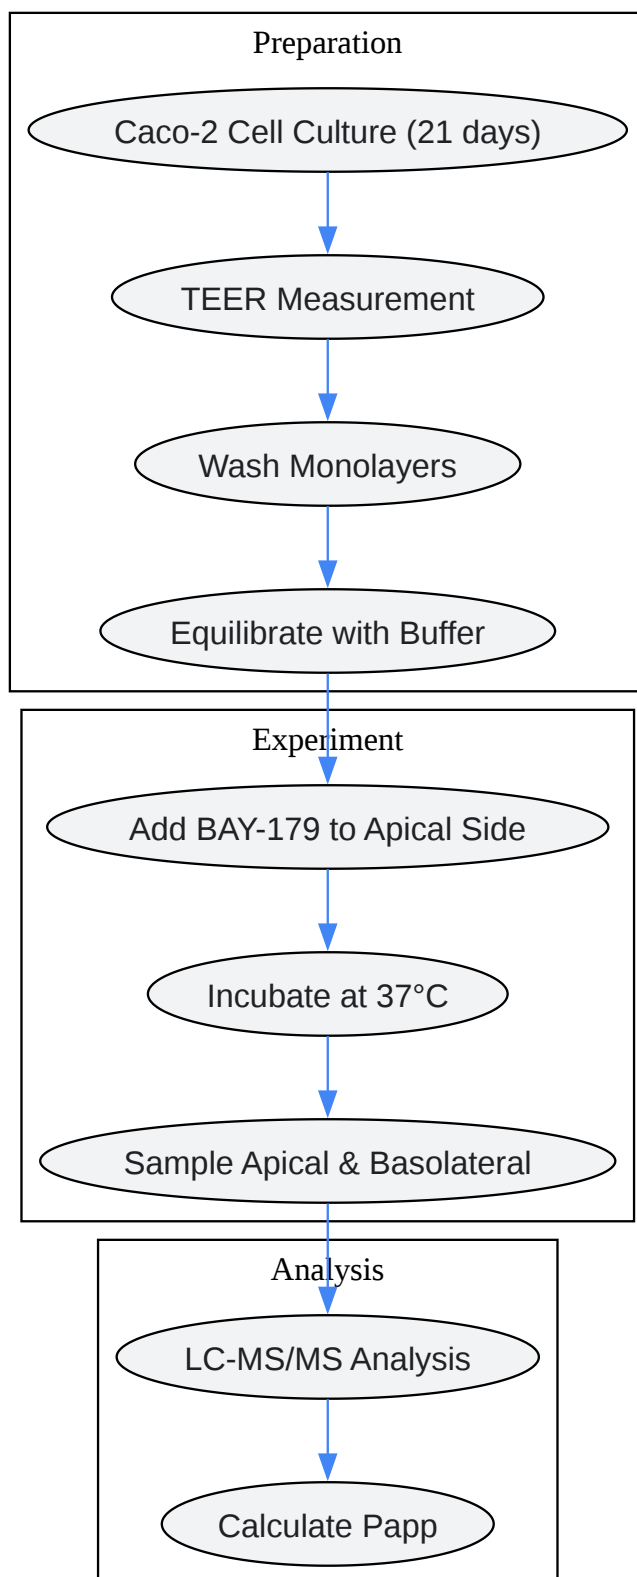 Preparation
Caco-2 Cell Culture (21 days)
TEER Measurement
Wash Monolayers
Equilibrate with Buffer
Experiment
Add BAY-179 to Apical Side
Incubate at 37°C
Sample Apical & Basolateral
Analysis
LC-MS/MS Analysis
Calculate Papp